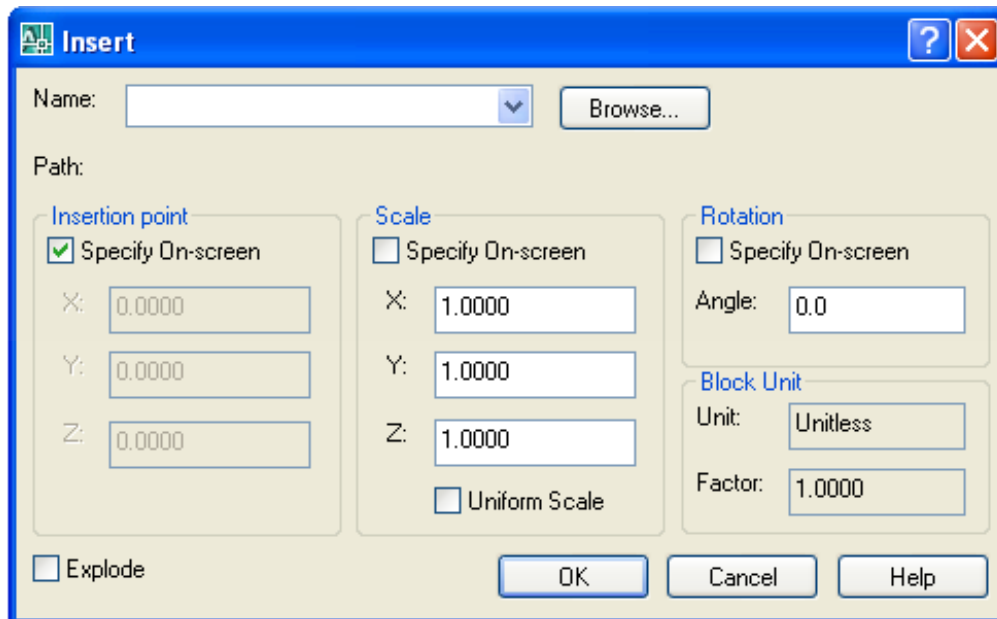 Insert
Name:
Browse...
Path:
Insertion point
Specify On-screen
X: 0.0000
Y: 0.0000
Z: 0.0000
Scale
Specify On-screen
X: 1.0000
Y: 1.0000
Z: 1.0000
Uniform Scale
Rotation
Specify On-screen
Angle: 0.0
Block Unit
Unit: Unitless
Factor: 1.0000
Explode
OK
Cancel
Help